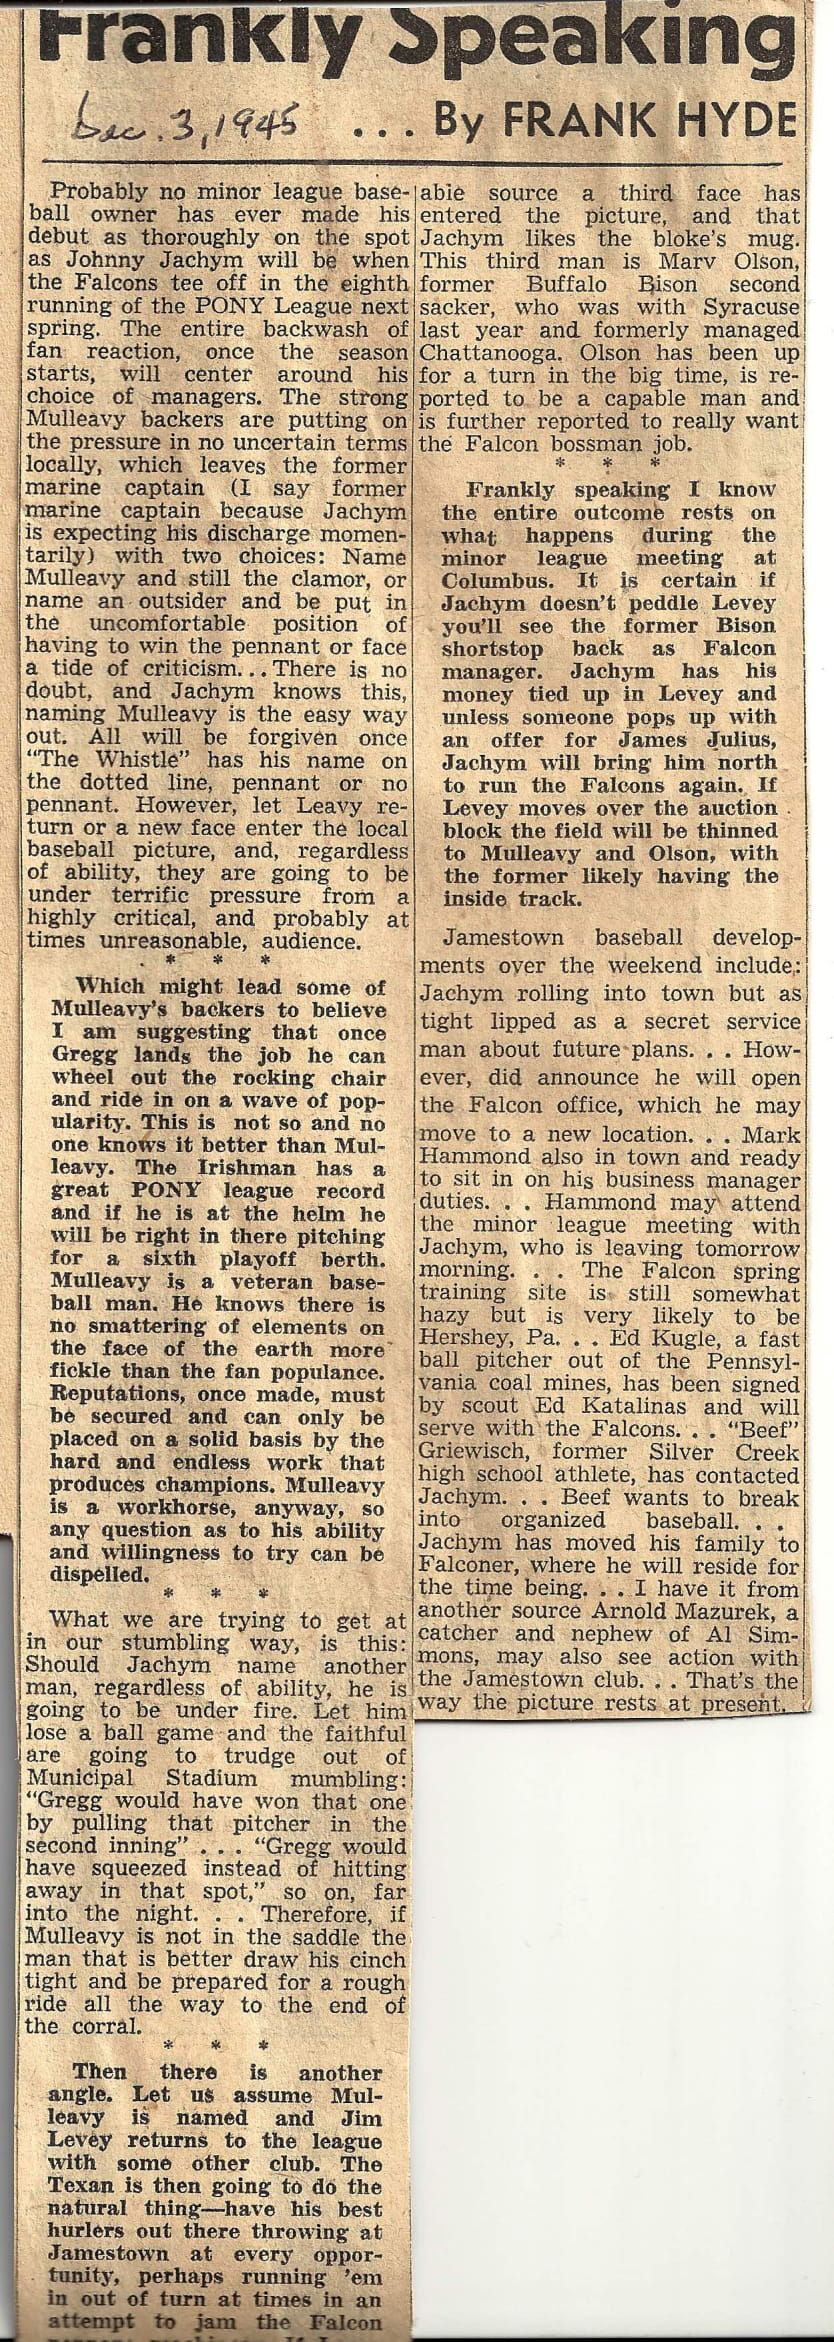 Frankly Speaking
Dec. 3, 1945
... By FRANK HYDE
Probably no minor league base-
ball owner has ever made his
debut as thoroughly on the spot
as Johnny Jachym will be when
the Falcons tee off in the eighth
running of the PONY League next
spring. The entire backwash of
fan reaction, once the season
starts, will center around his
choice of managers. The strong
Mulleavy backers are putting on
the pressure in no uncertain terms
locally, which leaves the former
marine captain (I say former
marine captain because Jachym
is expecting his discharge momen-
tarily) with two choices: Name
Mulleavy and still the clamor, or
name an outsider and be put in
the uncomfortable position of
having to win the pennant or face
a tide of criticism... There is no
doubt, and Jachym knows this,
naming Mulleavy is the easy way
out. All will be forgiven once
"The Whistle" has his name on
the dotted line, pennant or no
pennant. However, let Leavy re-
turn or a new face enter the local
baseball picture, and, regardless
of ability, they are going to be
under terrific pressure from a
highly critical, and probably at
times unreasonable, audience.
* * *
Which might lead some of
Mulleavy's backers to believe
I am suggesting that once
Gregg lands the job he can
wheel out the rocking chair
and ride in on a wave of pop-
ularity. This is not so and no
one knows it better than Mul-
leavy. The Irishman has a
great PONY league record
and if he is at the helm he
will be right in there pitching
for a sixth playoff berth.
Mulleavy is a veteran base-
ball man. He knows there is
no smattering of elements on
the face of the earth more
fickle than the fan populance.
Reputations, once made, must
be secured and can only be
placed on a solid basis by the
hard and endless work that
produces champions. Mulleavy
is a workhorse, anyway, so
any question as to his ability
and willingness to try can be
dispelled.
* * *
What we are trying to get at
in our stumbling way, is this:
Should Jachym name another
man, regardless of ability, he is
going to be under fire. Let him
lose a ball game and the faithful
are going to trudge out of
Municipal Stadium mumbling:
"Gregg would have won that one
by pulling that pitcher in the
second inning" . . . "Gregg would
have squeezed instead of hitting
away in that spot," so on, far
into the night. . . Therefore, if
Mulleavy is not in the saddle the
man that is better draw his cinch
tight and be prepared for a rough
ride all the way to the end of
the corral.
* * *
Then there is another
angle. Let us assume Mul-
leavy is named and Jim
Levey returns to the league
with some other club. The
Texan is then going to do the
natural thing—have his best
hurlers out there throwing at
Jamestown at every oppor-
tunity, perhaps running 'em
in out of turn at times in an
attempt to jam the Falcon
able source a third face has
entered the picture, and that
Jachym likes the bloke's mug.
This third man is Marv Olson,
former Buffalo Bison second
sacker, who was with Syracuse
last year and formerly managed
Chattanooga. Olson has been up
for a turn in the big time, is re-
ported to be a capable man and
is further reported to really want
the Falcon bossman job.
* * *
Frankly speaking I know
the entire outcome rests on
what happens during the
minor league meeting at
Columbus. It is certain if
Jachym doesn't peddle Levey
you'll see the former Bison
shortstop back as Falcon
manager. Jachym has his
money tied up in Levey and
unless someone pops up with
an offer for James Julius,
Jachym will bring him north
to run the Falcons again. If
Levey moves over the auction
block the field will be thinned
to Mulleavy and Olson, with
the former likely having the
inside track.
Jamestown baseball develop-
ments over the weekend include:
Jachym rolling into town but as
tight lipped as a secret service
man about future plans. . . How-
ever, did announce he will open
the Falcon office, which he may
move to a new location. . . Mark
Hammond also in town and ready
to sit in on his business manager
duties. . . Hammond may attend
the minor league meeting with
Jachym, who is leaving tomorrow
morning. . . The Falcon spring
training site is still somewhat
hazy but is very likely to be
Hershey, Pa. . . Ed Kugle, a fast
ball pitcher out of the Pennsyl-
vania coal mines, has been signed
by scout Ed Katalinas and will
serve with the Falcons. . . "Beef"
Griewisch, former Silver Creek
high school athlete, has contacted
Jachym. . . Beef wants to break
into organized baseball. . .
Jachym has moved his family to
Falconer, where he will reside for
the time being. . . I have it from
another source Arnold Mazurek, a
catcher and nephew of Al Sim-
mons, may also see action with
the Jamestown club. . . That's the
way the picture rests at present.